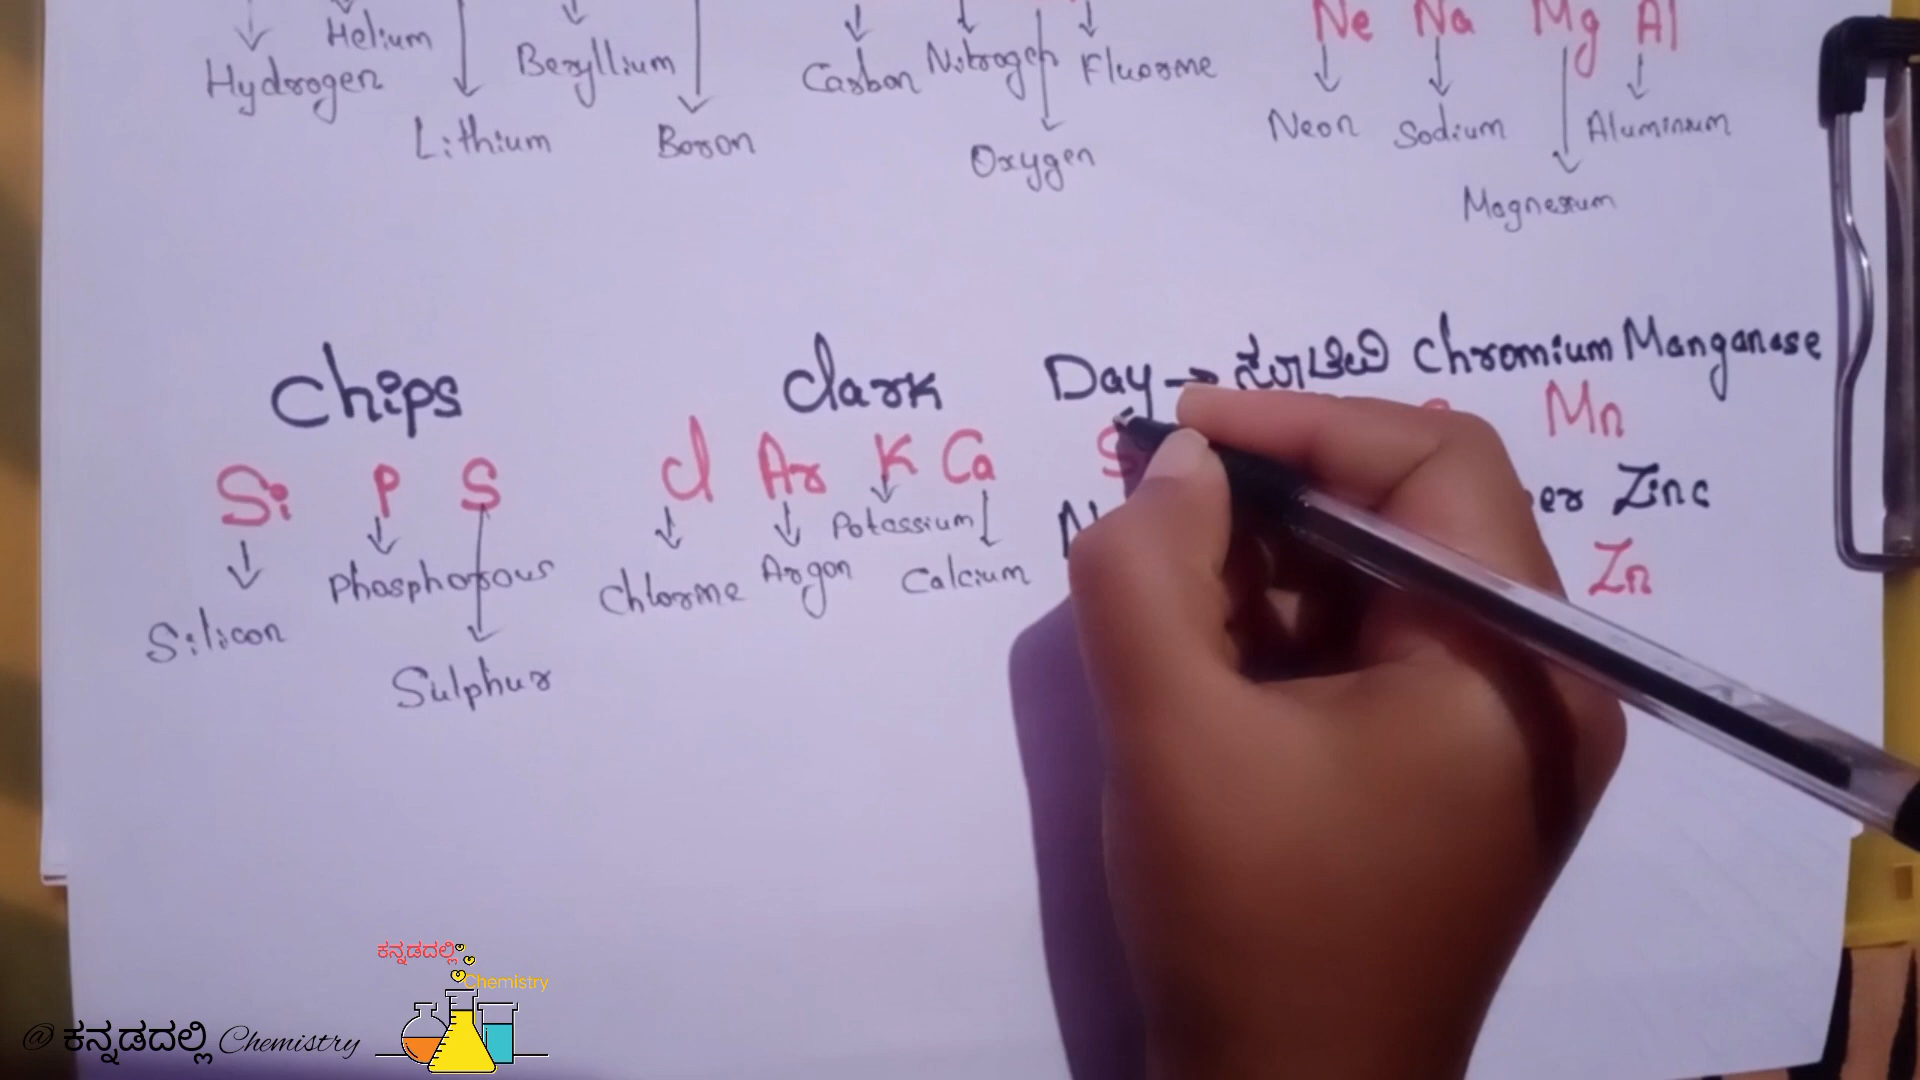 Ne Na Mg Al
Helium Beryllium Carbon Nitrogen Fluorine
Hydrogen Lithium Boron Oxygen Neon Sodium Aluminium
Magnesium
Chips Clark Day → Chromium Manganase
Si P S Cl Ar K Ca S Mn
Potassium Zinc
Silicon Phosphorous Chlorine Argon Calcium Zn
Sulphur
ಕನ್ನಡದಲ್ಲಿ
Chemistry
@ ಕನ್ನಡದಲ್ಲಿ Chemistry